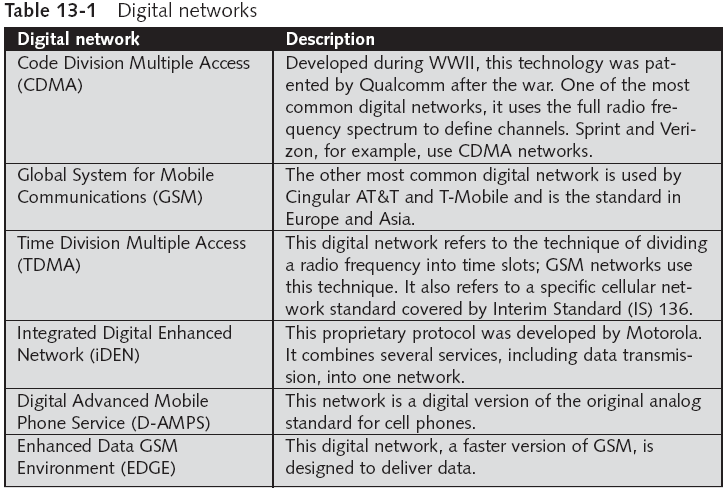 Table 13-1 Digital networks
Digital network Description
Code Division Multiple Access Developed during WWII, this technology was pat-
(CDMA) ented by Qualcomm after the war. One of the most
common digital networks, it uses the full radio fre-
quency spectrum to define channels. Sprint and Veri-
zon, for example, use CDMA networks.
Global System for Mobile The other most common digital network is used by
Communications (GSM) Cingular AT&T and T-Mobile and is the standard in
Europe and Asia.
Time Division Multiple Access This digital network refers to the technique of dividing
(TDMA) a radio frequency into time slots; GSM networks use
this technique. It also refers to a specific cellular net-
work standard covered by Interim Standard (IS) 136.
Integrated Digital Enhanced This proprietary protocol was developed by Motorola.
Network (iDEN) It combines several services, including data transmis-
sion, into one network.
Digital Advanced Mobile This network is a digital version of the original analog
Phone Service (D-AMPS) standard for cell phones.
Enhanced Data GSM This digital network, a faster version of GSM, is
Environment (EDGE) designed to deliver data.